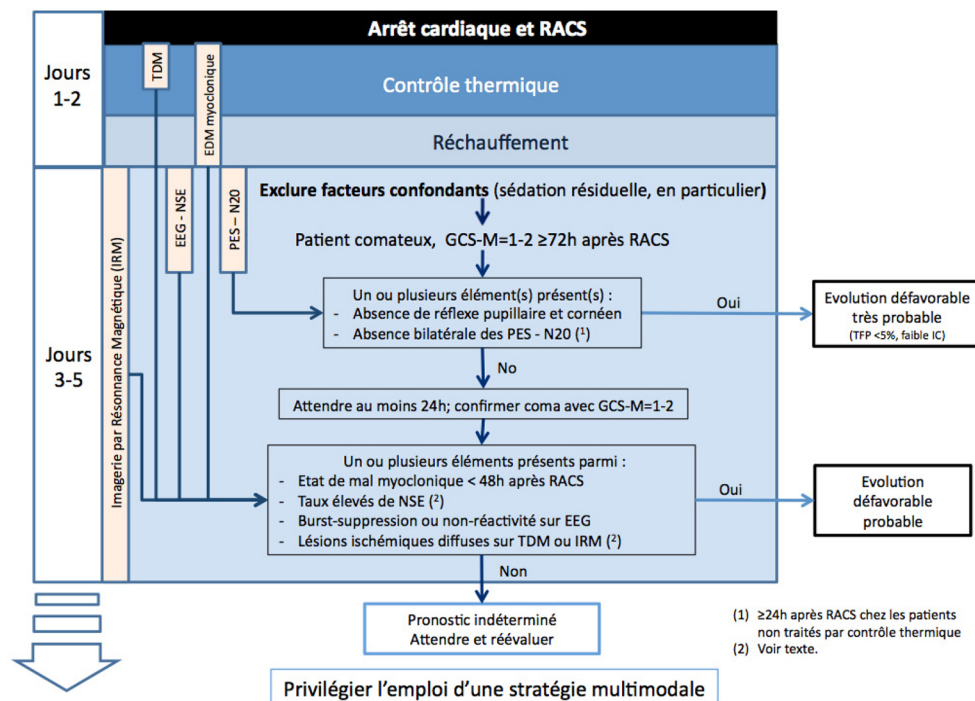 Arrêt cardiaque et RACS
Jours
1-2
TDM
EDM myoclonique
Contrôle thermique
Réchauffement
Jours
3-5
Imagerie par Résonnance Magnétique (IRM)
EEG - NSE
PES – N20
Exclure facteurs confondants (sédation résiduelle, en particulier)
Patient comateux, GCS-M=1-2 ≥72h après RACS
Un ou plusieurs élément(s) présent(s) :
- Absence de réflexe pupillaire et cornéen
- Absence bilatérale des PES - N20 (1)
Oui
Evolution défavorable
très probable
(TFP <5%, faible IC)
No
Attendre au moins 24h; confirmer coma avec GCS-M=1-2
Un ou plusieurs éléments présents parmi :
- Etat de mal myoclonique < 48h après RACS
- Taux élevés de NSE (2)
- Burst-suppression ou non-réactivité sur EEG
- Lésions ischémiques diffuses sur TDM ou IRM (2)
Oui
Evolution
défavorable
probable
Non
Pronostic indéterminé
Attendre et réévaluer
(1) ≥24h après RACS chez les patients
non traités par contrôle thermique
(2) Voir texte.
Privilégier l'emploi d'une stratégie multimodale